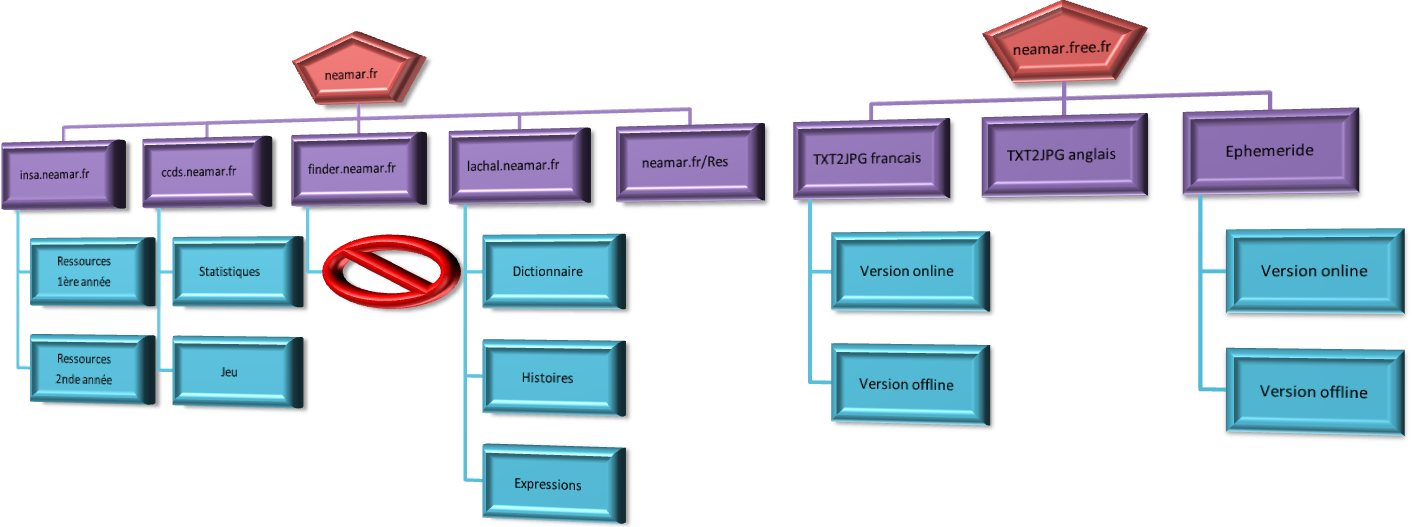 neamar.fr
neamar.free.fr
insa.neamar.fr
ccds.neamar.fr
finder.neamar.fr
lachal.neamar.fr
neamar.fr/Res
TXT2JPG francais
TXT2JPG anglais
Ephemeride
Ressources
1ère année
Statistiques
Dictionnaire
Version online
Version online
Ressources
2nde année
Jeu
Histoires
Version offline
Version offline
Expressions